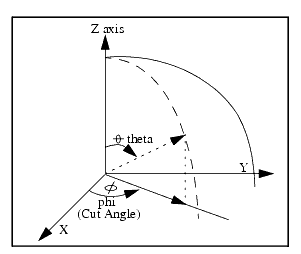 Z axis
θ theta
Y
ϕ
phi
(Cut Angle)
X